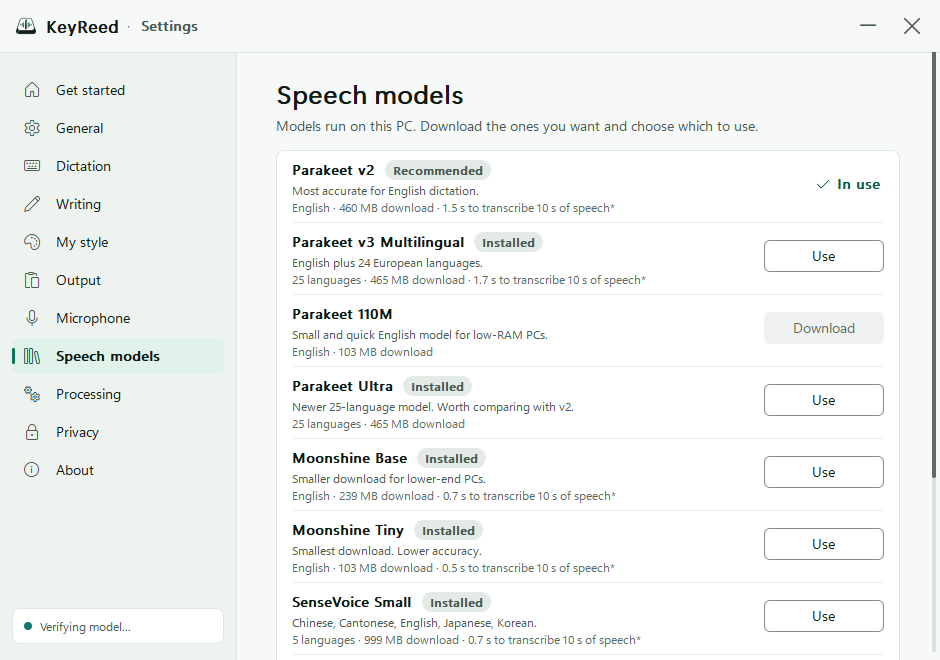 KeyReed · Settings
Get started
General
Dictation
Writing
My style
Output
Microphone
Speech models
Processing
Privacy
About
Verifying model...
Speech models
Models run on this PC. Download the ones you want and choose which to use.
Parakeet v2 Recommended
Most accurate for English dictation.
English · 460 MB download · 1.5 s to transcribe 10 s of speech*
In use
Parakeet v3 Multilingual Installed
English plus 24 European languages.
25 languages · 465 MB download · 1.7 s to transcribe 10 s of speech*
Use
Parakeet 110M
Small and quick English model for low-RAM PCs.
English · 103 MB download
Download
Parakeet Ultra Installed
Newer 25-language model. Worth comparing with v2.
25 languages · 465 MB download
Use
Moonshine Base Installed
Smaller download for lower-end PCs.
English · 239 MB download · 0.7 s to transcribe 10 s of speech*
Use
Moonshine Tiny Installed
Smallest download. Lower accuracy.
English · 103 MB download · 0.5 s to transcribe 10 s of speech*
Use
SenseVoice Small Installed
Chinese, Cantonese, English, Japanese, Korean.
5 languages · 999 MB download · 0.7 s to transcribe 10 s of speech*
Use